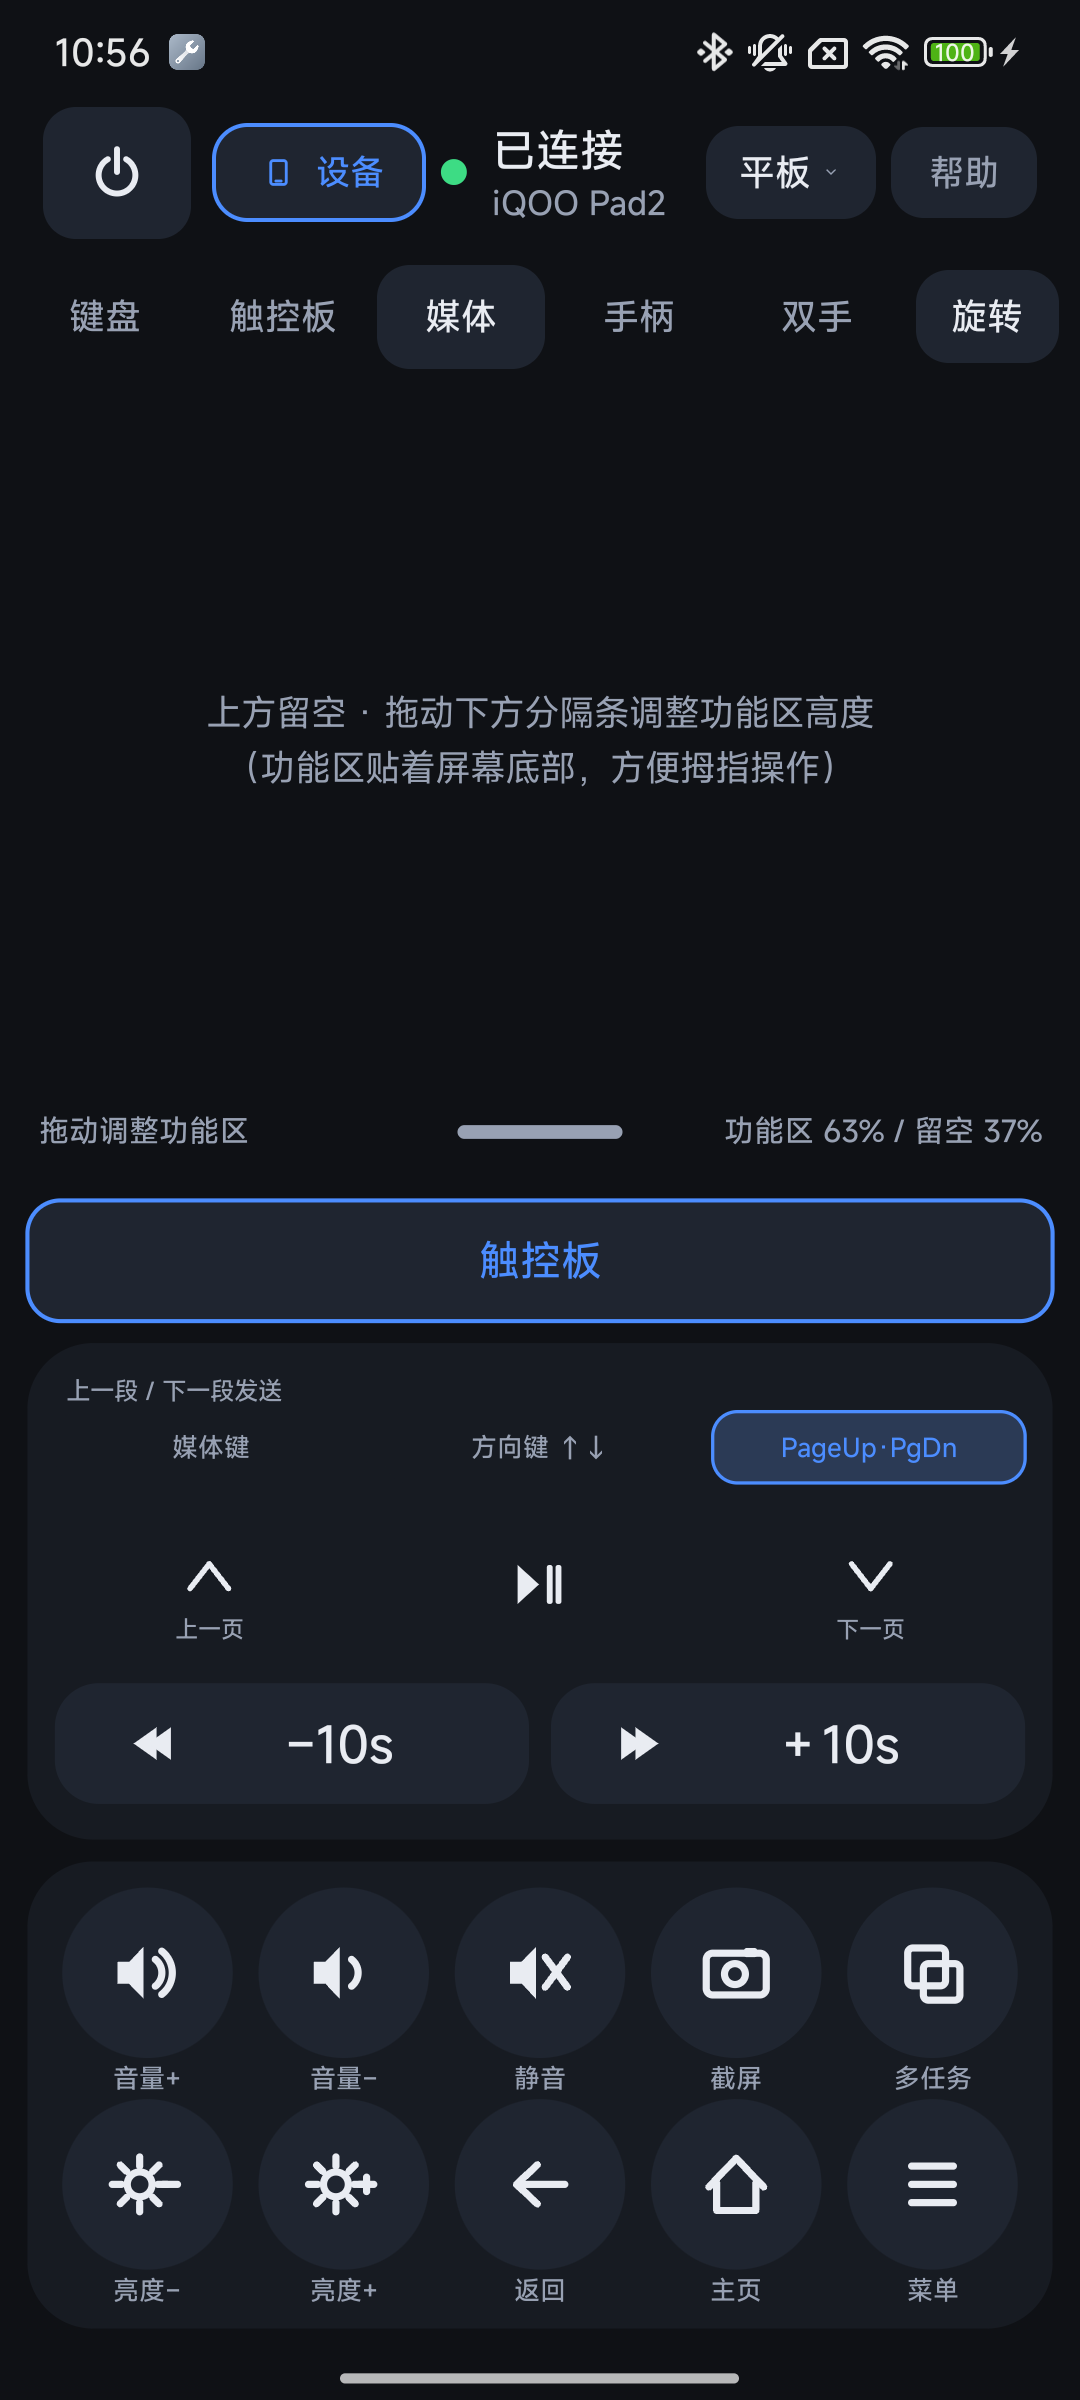 10:56
100
设备
已连接
iQOO Pad2
平板
帮助
键盘
触控板
媒体
手柄
双手
旋转
上方留空 · 拖动下方分隔条调整功能区高度
（功能区贴着屏幕底部，方便拇指操作）
拖动调整功能区
功能区 63% / 留空 37%
触控板
上一段 / 下一段发送
媒体键
方向键 ↑↓
PageUp·PgDn
上一页
下一页
−10s
+10s
音量+
音量−
静音
截屏
多任务
亮度−
亮度+
返回
主页
菜单